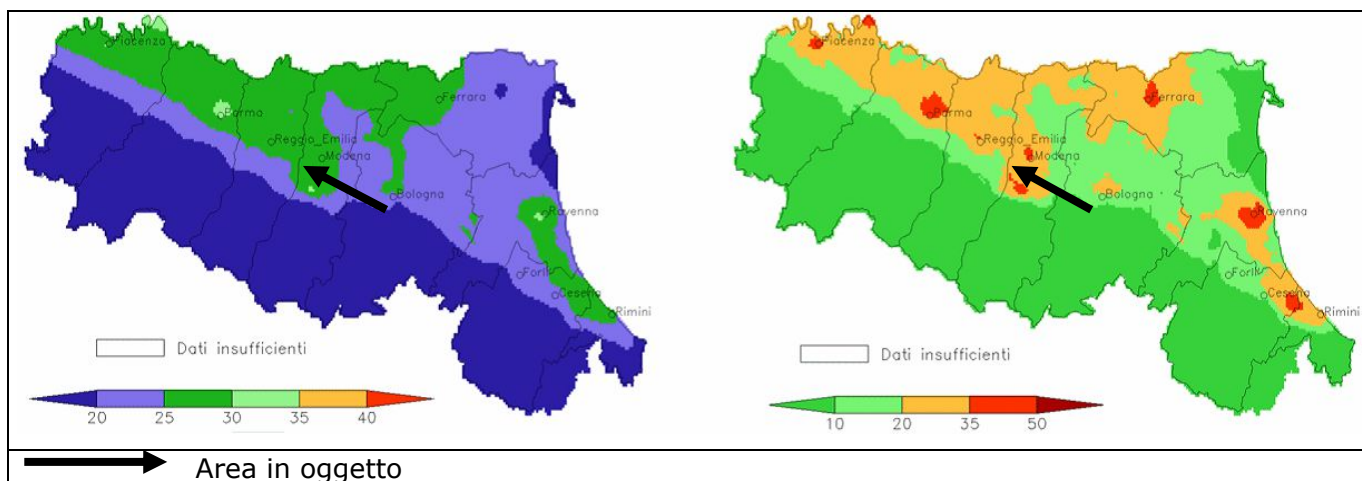 Piacenza
Parma
Ferrara
Reggio_Emilia
Modena
Bologna
Ravenna
Forlì
Cesena
Rimini
Dati insufficienti
20 25 30 35 40
Piacenza
Parma
Ferrara
Reggio_Emilia
Modena
Bologna
Ravenna
Forlì
Cesena
Rimini
Dati insufficienti
10 20 35 50
Area in oggetto